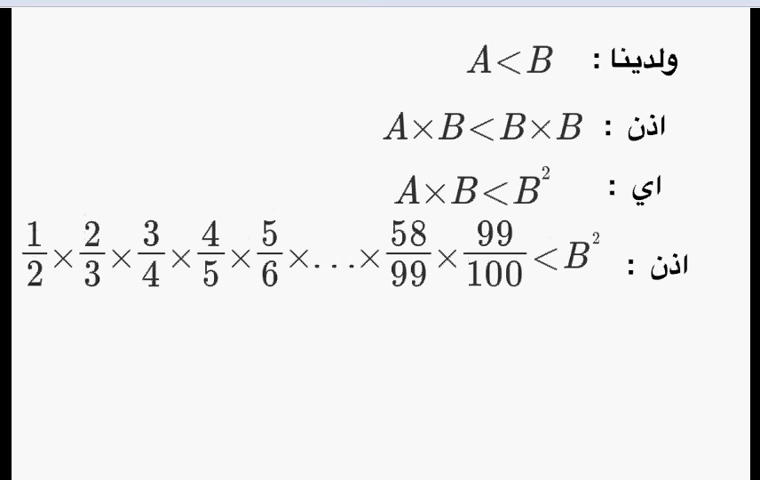 ولدينا : A<B
اذن : A×B<B×B
اي : A×B<B²
اذن : 1/2×2/3×3/4×4/5×5/6×...×58/99×99/100<B²